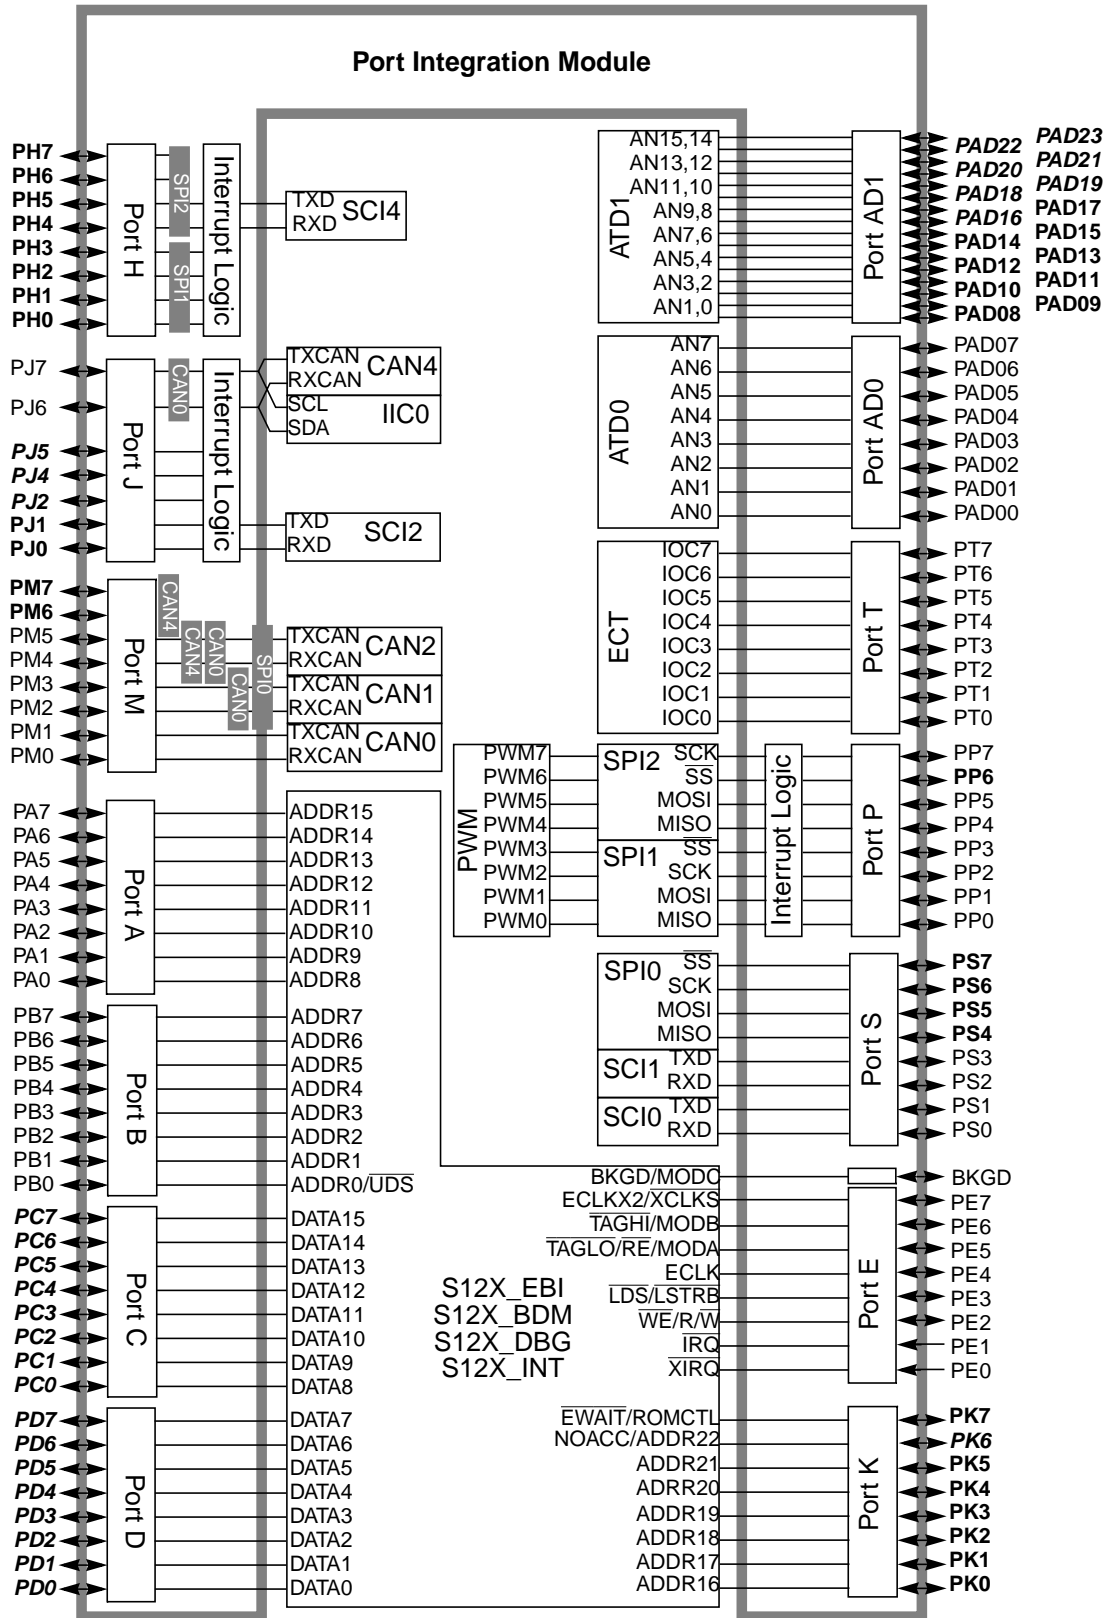 Port Integration Module
PH7
PH6
PH5
PH4
PH3
PH2
PH1
PH0
Port H
SPI2
SPI1
Interrupt Logic
TXD
RXD
SCI4
PJ7
PJ6
PJ5
PJ4
PJ2
PJ1
PJ0
Port J
CAN0
Interrupt Logic
TXCAN
RXCAN
CAN4
SCL
SDA
IIC0
TXD
RXD
SCI2
PM7
PM6
PM5
PM4
PM3
PM2
PM1
PM0
Port M
CAN4
CAN4
CAN0
CAN0
SPI0
TXCAN
RXCAN
CAN2
TXCAN
RXCAN
CAN1
TXCAN
RXCAN
CAN0
PA7
PA6
PA5
PA4
PA3
PA2
PA1
PA0
Port A
ADDR15
ADDR14
ADDR13
ADDR12
ADDR11
ADDR10
ADDR9
ADDR8
PB7
PB6
PB5
PB4
PB3
PB2
PB1
PB0
Port B
ADDR7
ADDR6
ADDR5
ADDR4
ADDR3
ADDR2
ADDR1
ADDR0/UDS
PC7
PC6
PC5
PC4
PC3
PC2
PC1
PC0
Port C
DATA15
DATA14
DATA13
DATA12
DATA11
DATA10
DATA9
DATA8
PD7
PD6
PD5
PD4
PD3
PD2
PD1
PD0
Port D
DATA7
DATA6
DATA5
DATA4
DATA3
DATA2
DATA1
DATA0
S12X_EBI
S12X_BDM
S12X_DBG
S12X_INT
ATD1
AN15,14
AN13,12
AN11,10
AN9,8
AN7,6
AN5,4
AN3,2
AN1,0
Port AD1
PAD23
PAD22
PAD21
PAD20
PAD19
PAD18
PAD17
PAD16
PAD15
PAD14
PAD13
PAD12
PAD11
PAD10
PAD09
PAD08
ATD0
AN7
AN6
AN5
AN4
AN3
AN2
AN1
AN0
Port AD0
PAD07
PAD06
PAD05
PAD04
PAD03
PAD02
PAD01
PAD00
ECT
IOC7
IOC6
IOC5
IOC4
IOC3
IOC2
IOC1
IOC0
Port T
PT7
PT6
PT5
PT4
PT3
PT2
PT1
PT0
PWM
PWM7
PWM6
PWM5
PWM4
PWM3
PWM2
PWM1
PWM0
SPI2
SCK
SS
MOSI
MISO
SPI1
SS
SCK
MOSI
MISO
Interrupt Logic
Port P
PP7
PP6
PP5
PP4
PP3
PP2
PP1
PP0
SPI0
SS
SCK
MOSI
MISO
SCI1
TXD
RXD
SCI0
TXD
RXD
Port S
PS7
PS6
PS5
PS4
PS3
PS2
PS1
PS0
BKGD/MODC
BKGD
ECLKX2/XCLKS
TAGHI/MODB
TAGLO/RE/MODA
ECLK
LDS/LSTRB
WE/R/W
IRQ
XIRQ
Port E
PE7
PE6
PE5
PE4
PE3
PE2
PE1
PE0
EWAIT/ROMCTL
NOACC/ADDR22
ADDR21
ADRR20
ADDR19
ADDR18
ADDR17
ADDR16
Port K
PK7
PK6
PK5
PK4
PK3
PK2
PK1
PK0